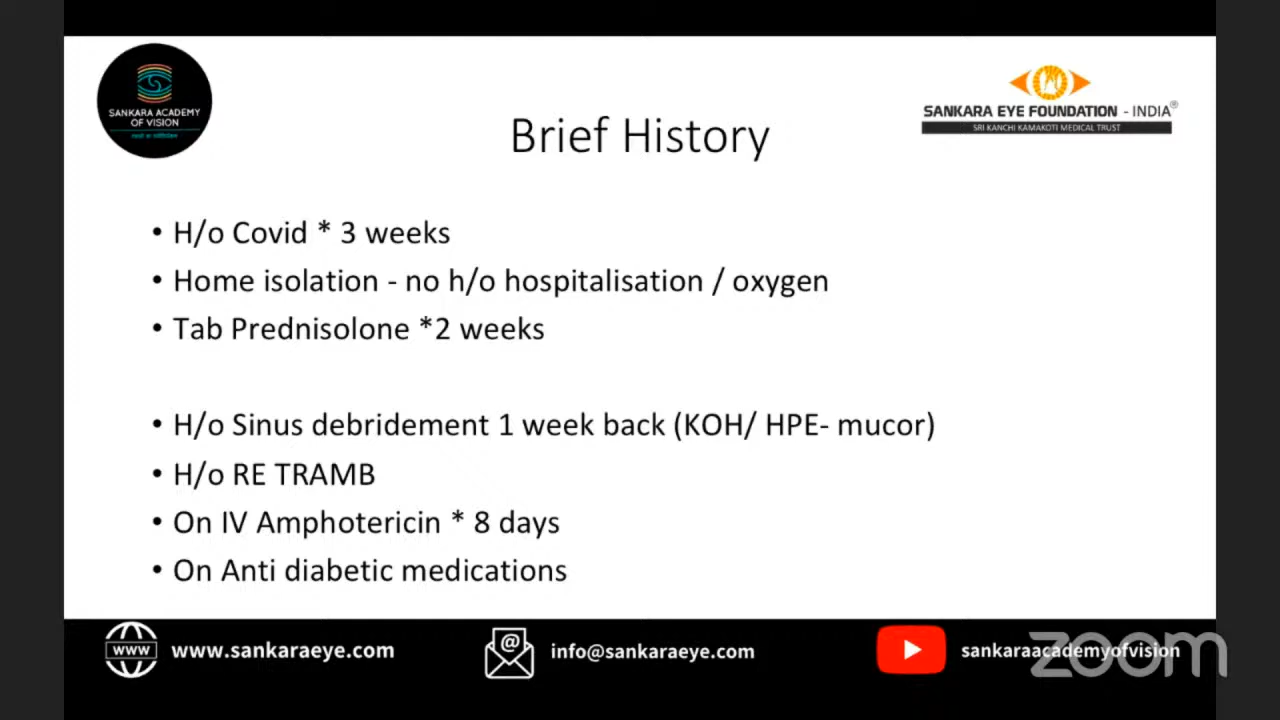 SANKARA ACADEMY
OF VISION
SANKARA EYE FOUNDATION - INDIA®
SRI KANCHI KAMAKOTI MEDICAL TRUST
Brief History
• H/o Covid * 3 weeks
• Home isolation - no h/o hospitalisation / oxygen
• Tab Prednisolone *2 weeks
• H/o Sinus debridement 1 week back (KOH/ HPE- mucor)
• H/o RE TRAMB
• On IV Amphotericin * 8 days
• On Anti diabetic medications
www
www.sankaraeye.com
@
info@sankaraeye.com
sankaraacademyofvision
zoom